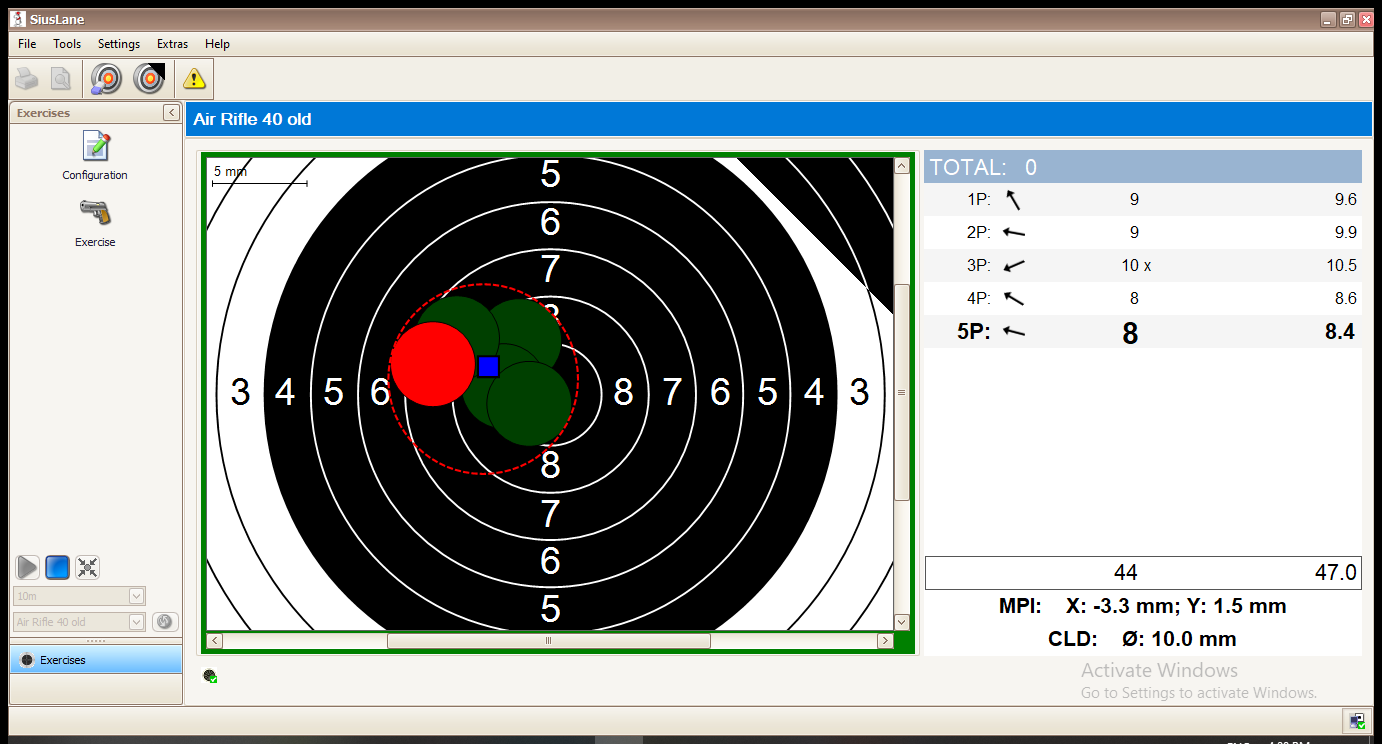 SiusLane
File Tools Settings Extras Help
Exercises
Configuration
Exercise
10m
Air Rifle 40 old
Exercises
Air Rifle 40 old
5 mm
5
6
7
3 4 5 6 8 7 6 5 4 3
8
7
6
5
TOTAL: 0
1P: 9 9.6
2P: 9 9.9
3P: 10 x 10.5
4P: 8 8.6
5P: 8 8.4
44 47.0
MPI: X: -3.3 mm; Y: 1.5 mm
CLD: Ø: 10.0 mm
Activate Windows
Go to Settings to activate Windows.